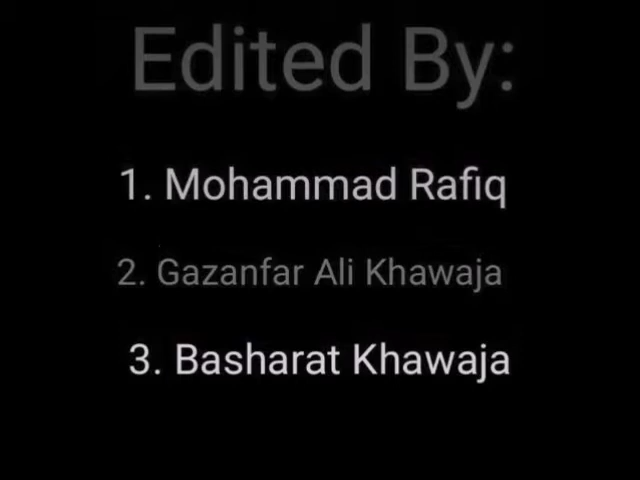 Edited By:
1. Mohammad Rafiq
2. Gazanfar Ali Khawaja
3. Basharat Khawaja